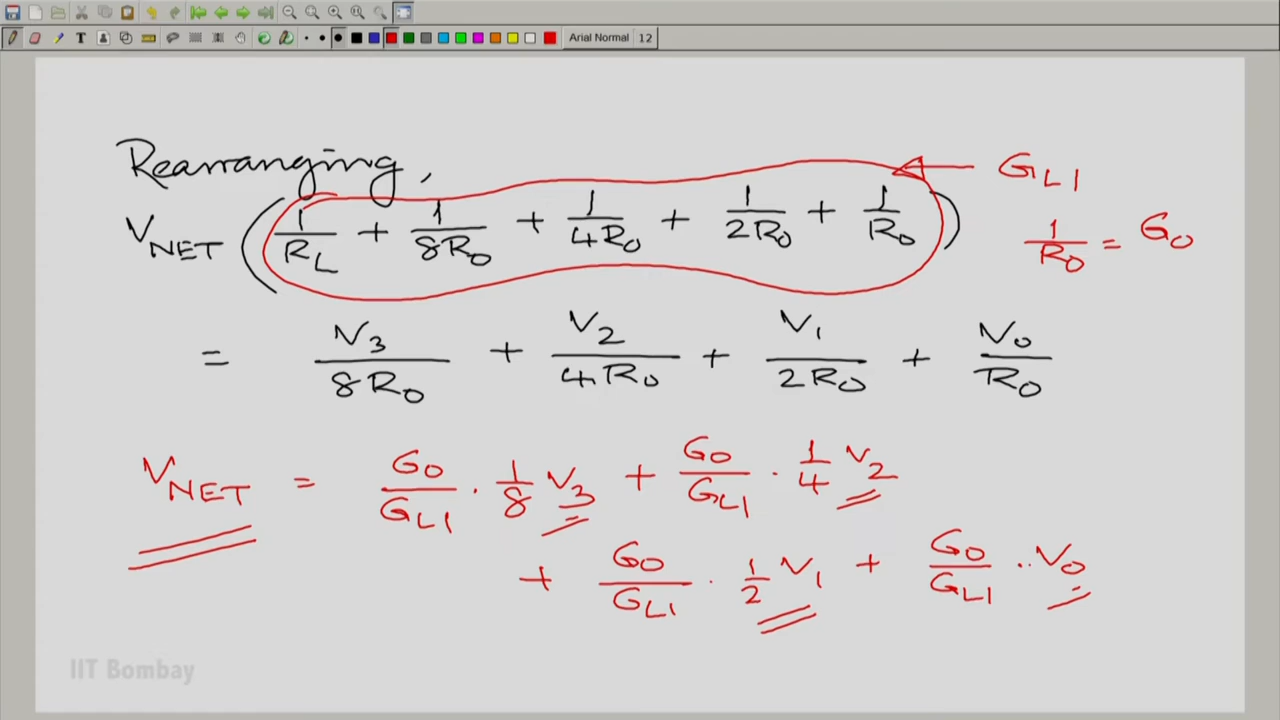 Arial Normal 12
Rearranging,
V_NET ( 1/R_L + 1/8R_0 + 1/4R_0 + 1/2R_0 + 1/R_0 ) G_L1
1/R_0 = G_0
= V_3/8R_0 + V_2/4R_0 + V_1/2R_0 + V_0/R_0
V_NET = G_0/G_L1 · 1/8 V_3 + G_0/G_L1 · 1/4 V_2
+ G_0/G_L1 · 1/2 V_1 + G_0/G_L1 ·· V_0
IIT Bombay